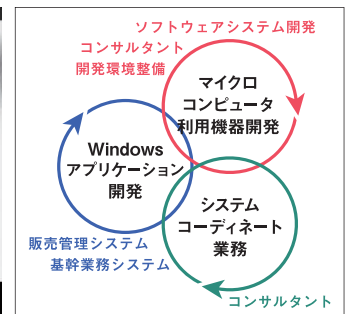 ソフトウェアシステム開発
コンサルタント
開発環境整備
マイクロ
コンピュータ
利用機器開発
Windows
アプリケーション
開発
システム
コーディネート
業務
販売管理システム
基幹業務システム
コンサルタント